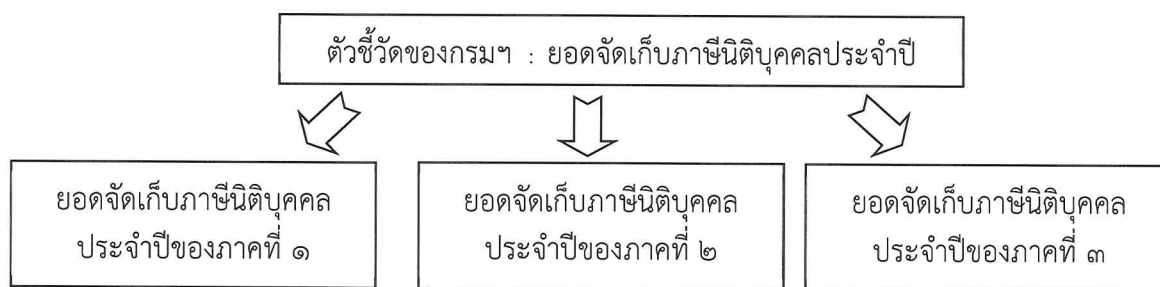 ตัวชี้วัดของกรมฯ : ยอดจัดเก็บภาษีนิติบุคคลประจำปี
ยอดจัดเก็บภาษีนิติบุคคล
ประจำปีของภาคที่ ๑
ยอดจัดเก็บภาษีนิติบุคคล
ประจำปีของภาคที่ ๒
ยอดจัดเก็บภาษีนิติบุคคล
ประจำปีของภาคที่ ๓